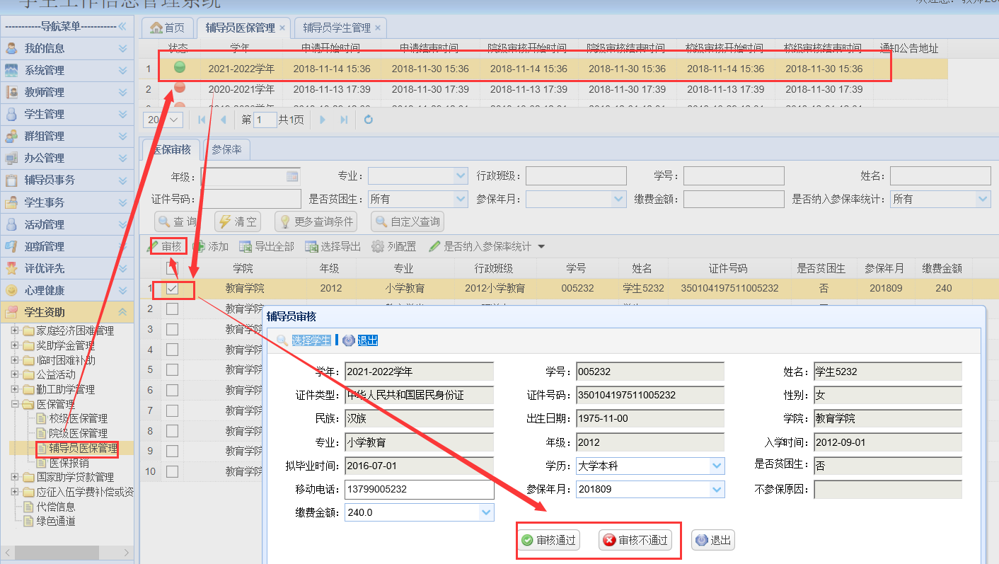 学生工作信息管理系统
-----------导航菜单-----------
我的信息
系统管理
教师管理
学生管理
群组管理
办公管理
辅导员事务
学生事务
活动管理
迎新管理
评优评先
心理健康
学生资助
家庭经济困难管理
奖助学金管理
临时困难补助
公益活动
勤工助学管理
医保管理
校级医保管理
院级医保管理
辅导员医保管理
医保报销
国家助学贷款管理
应征入伍学费补偿或资
代偿信息
绿色通道
首页 辅导员医保管理 × 辅导员学生管理 ×
状态 学年 申请开始时间 申请结束时间 院级审核开始时间 院级审核结束时间 校级审核开始时间 校级审核结束时间 通知公告地址
1 2021-2022学年 2018-11-14 15:36 2018-11-30 15:36 2018-11-14 15:36 2018-11-30 15:36 2018-11-14 15:36 2018-11-30 15:36
2 2020-2021学年 2018-11-13 17:39 2018-11-30 17:39 2018-11-13 17:39 2018-11-30 17:39 2018-11-13 17:39 2018-11-30 17:39
20 第 1 共1页
医保审核 参保率
年级: 专业: 行政班级: 学号: 姓名:
证件号码: 是否贫困生: 所有 参保年月: 缴费金额: 是否纳入参保率统计: 所有
查 询 清 空 更多查询条件 自定义查询
审核 添加 导出全部 选择导出 列配置 是否纳入参保率统计
学院 年级 专业 行政班级 学号 姓名 证件号码 是否贫困生 参保年月 缴费金额
1 教育学院 2012 小学教育 2012小学教育 005232 学生5232 350104197511005232 否 201809 240
2 教育学院
3 教育学院
4 教育学院
5 教育学院
6 教育学院
7 教育学院
8 教育学院
9 教育学院
10 教育学院
辅导员审核
选择学生 退出
学年: 2021-2022学年 学号: 005232 姓名: 学生5232
证件类型: 中华人民共和国居民身份证 证件号码: 350104197511005232 性别: 女
民族: 汉族 出生日期: 1975-11-00 学院: 教育学院
专业: 小学教育 年级: 2012 入学时间: 2012-09-01
拟毕业时间: 2016-07-01 学历: 大学本科 是否贫困生: 否
移动电话: 13799005232 参保年月: 201809 不参保原因:
缴费金额: 240.0
审核通过 审核不通过 退出